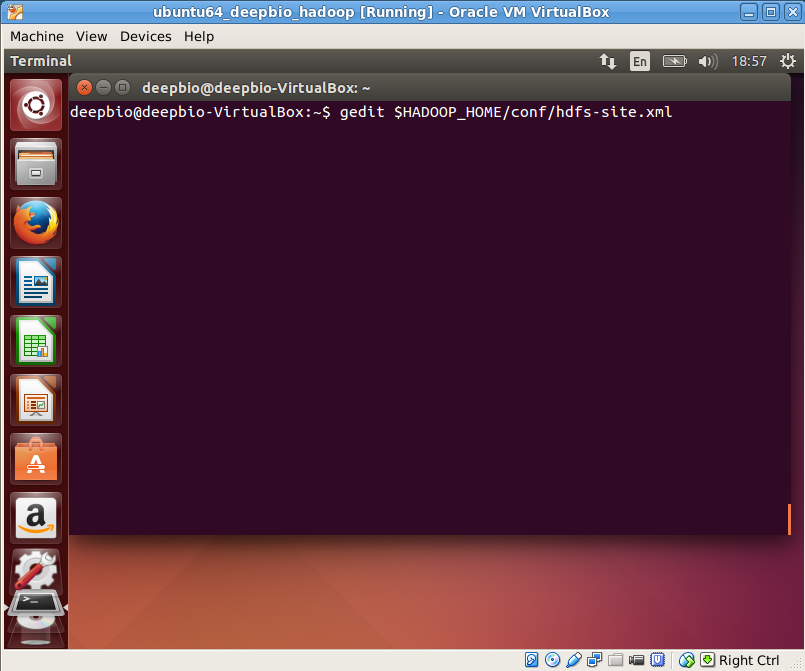 ubuntu64_deepbio_hadoop [Running] - Oracle VM VirtualBox
Machine View Devices Help
Terminal En 18:57
deepbio@deepbio-VirtualBox: ~
deepbio@deepbio-VirtualBox:~$ gedit $HADOOP_HOME/conf/hdfs-site.xml
a
Right Ctrl